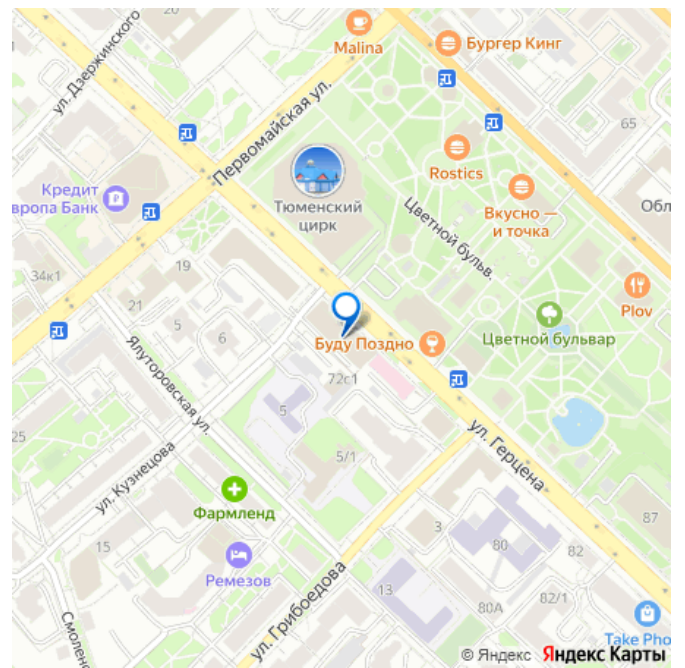 ул. Дзержинского
Malina
Бургер Кинг
Первомайская ул.
65
Rostics
Кредит
вропа Банк
Тюменский
цирк
Цветной бульв.
Вкусно —
и точка
Обл
34к1
19
21
5
6
Plov
Буду Поздно
Цветной бульвар
Ялуторовская ул.
72с1
5
25
ул. Герцена
ул. Кузнецова
5/1
Фармленд
87
3
80
82
15
Ремезов
13
ул. Грибоедова
80А
82/1
Смолен
Take Pho
© Яндекс Яндекс Карты